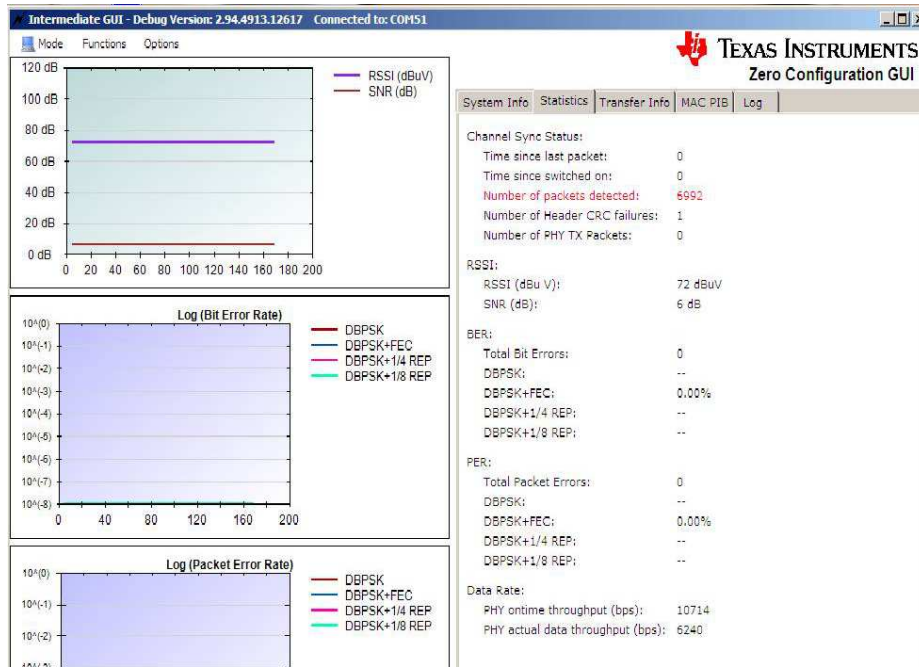 Intermediate GUI - Debug Version: 2.94.4913.12617 Connected to: COM51
Mode Functions Options
TEXAS INSTRUMENTS
Zero Configuration GUI
120 dB
100 dB
80 dB
60 dB
40 dB
20 dB
0 dB
0 20 40 60 80 100 120 140 160 180 200
RSSI (dBuV)
SNR (dB)
Log (Bit Error Rate)
10^(0)
10^(-1)
10^(-2)
10^(-3)
10^(-4)
10^(-5)
10^(-6)
10^(-7)
10^(-8)
0 40 80 120 160 200
DBPSK
DBPSK+FEC
DBPSK+1/4 REP
DBPSK+1/8 REP
Log (Packet Error Rate)
10^(0)
10^(-1)
10^(-2)
DBPSK
DBPSK+FEC
DBPSK+1/4 REP
DBPSK+1/8 REP
System Info Statistics Transfer Info MAC PIB Log
Channel Sync Status:
Time since last packet: 0
Time since switched on: 0
Number of packets detected: 6992
Number of Header CRC failures: 1
Number of PHY TX Packets: 0
RSSI:
RSSI (dBu V): 72 dBuV
SNR (dB): 6 dB
BER:
Total Bit Errors: 0
DBPSK: --
DBPSK+FEC: 0.00%
DBPSK+1/4 REP: --
DBPSK+1/8 REP: --
PER:
Total Packet Errors: 0
DBPSK: --
DBPSK+FEC: 0.00%
DBPSK+1/4 REP: --
DBPSK+1/8 REP: --
Data Rate:
PHY ontime throughput (bps): 10714
PHY actual data throughput (bps): 6240